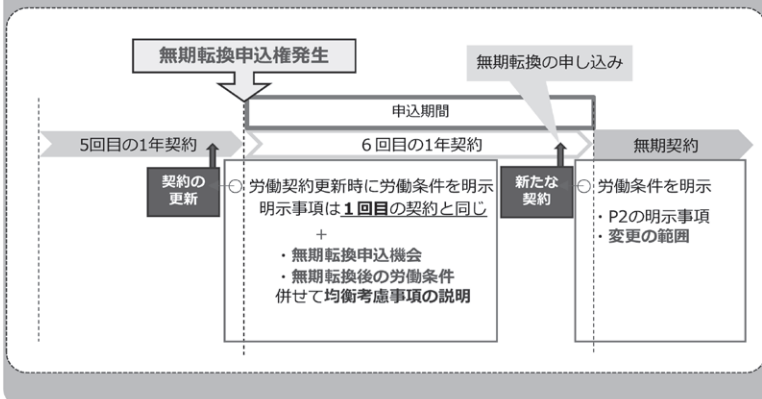 無期転換申込権発生
無期転換の申し込み
申込期間
5回目の1年契約
６回目の1年契約
無期契約
契約の
更新
労働契約更新時に労働条件を明示
明示事項は１回目の契約と同じ
+
・無期転換申込機会
・無期転換後の労働条件
併せて均衡考慮事項の説明
新たな
契約
労働条件を明示
・P2の明示事項
・変更の範囲